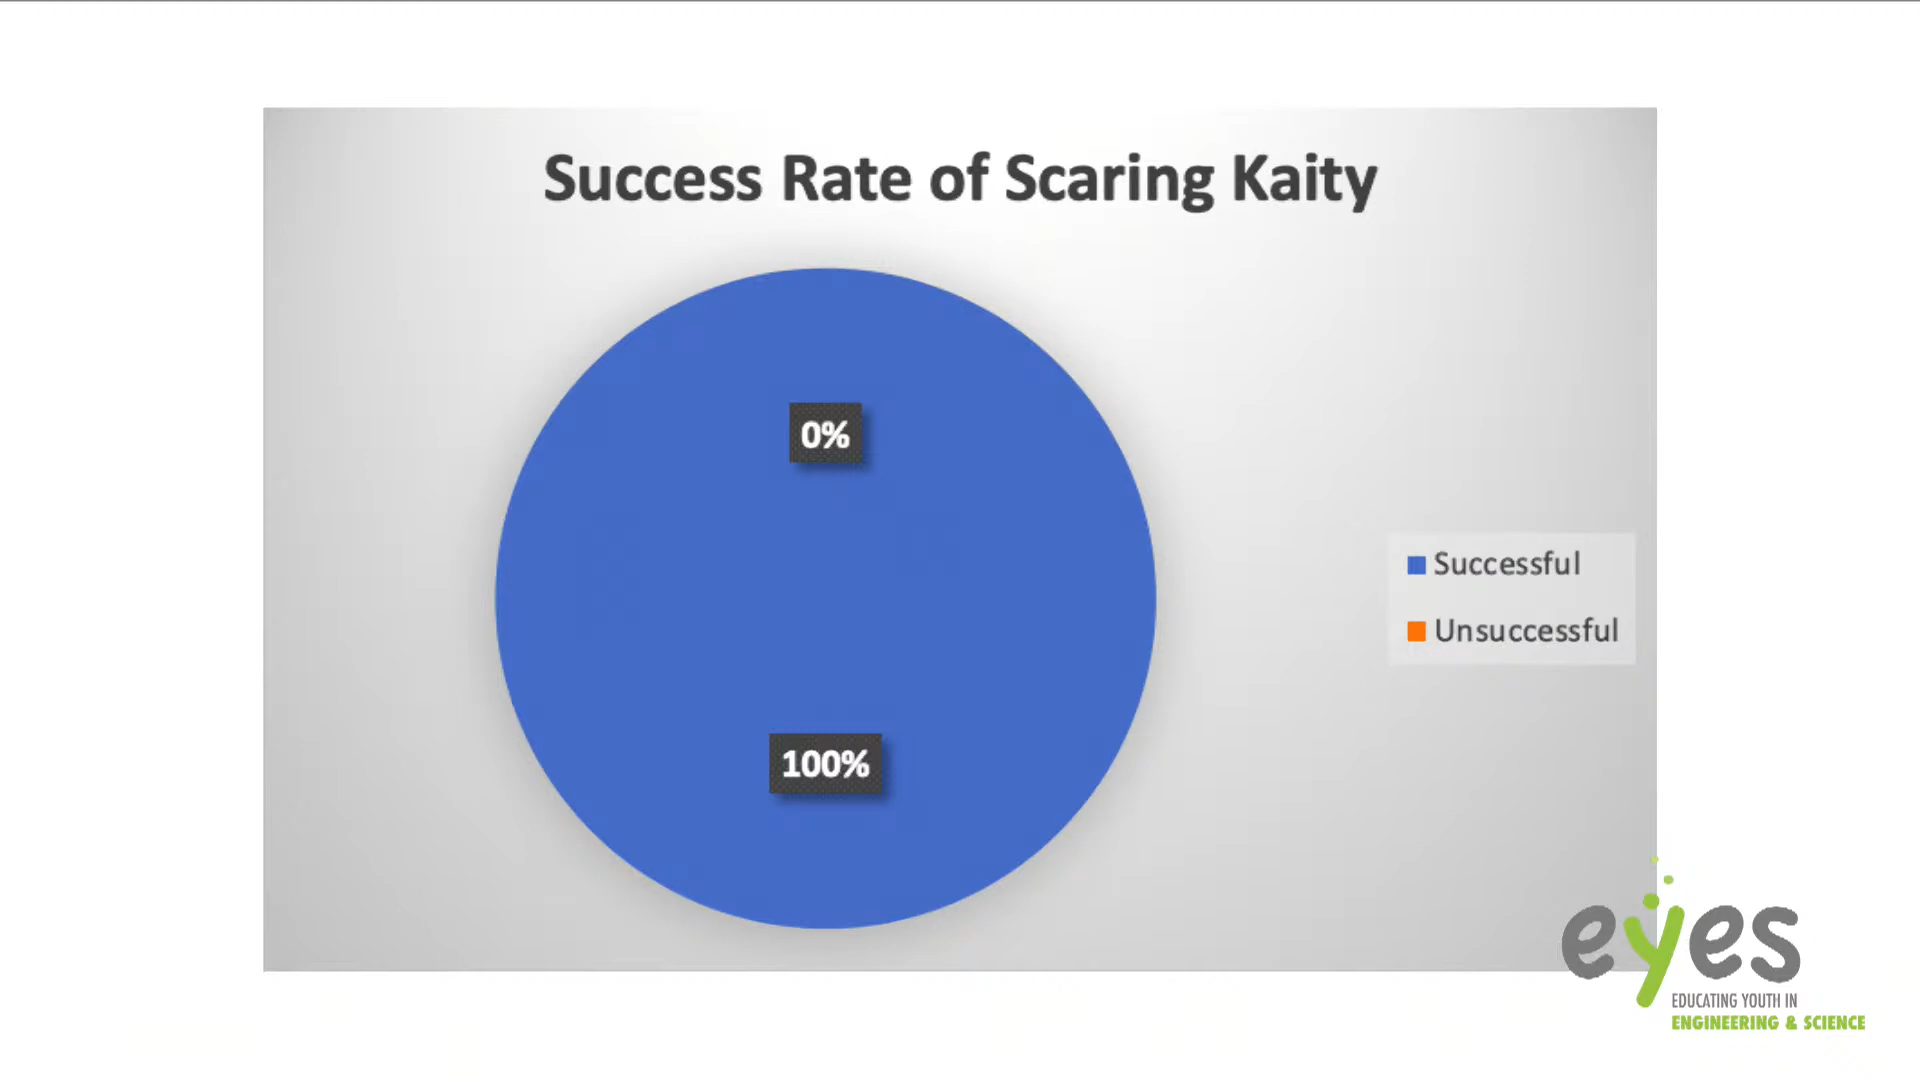 Success Rate of Scaring Kaity
0%
100%
Successful
Unsuccessful
eyes
EDUCATING YOUTH IN
ENGINEERING & SCIENCE